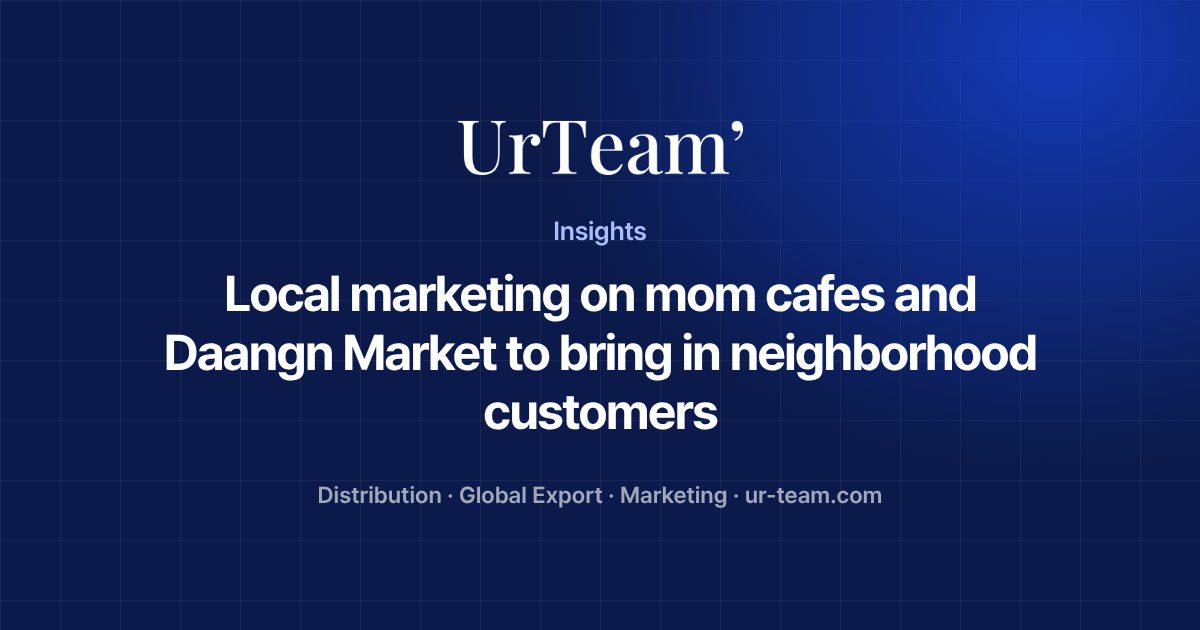 UrTeam’
Insights
Local marketing on mom cafes and
Daangn Market to bring in neighborhood
customers
Distribution · Global Export · Marketing · ur-team.com